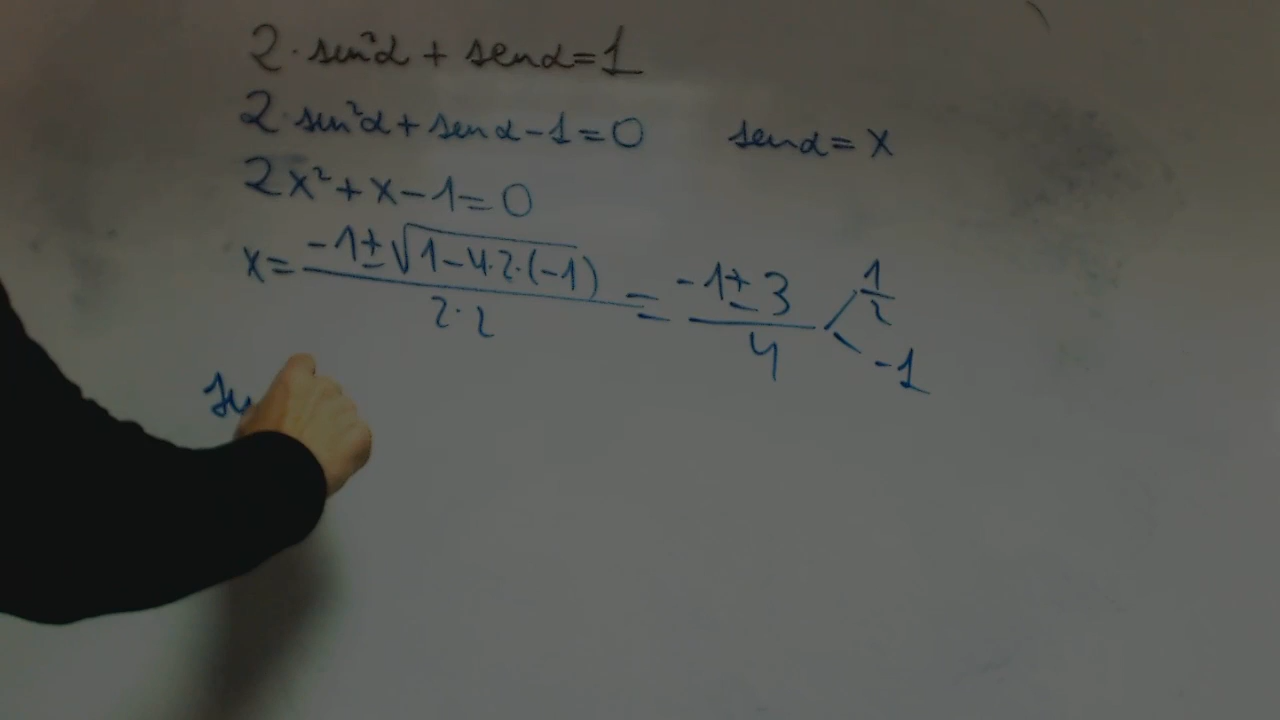 2·sen²α + senα=1
2·sen²α+senα-1=0 senα=x
2x²+x-1=0
x= -1±√1-4·2·(-1) / 2·2 = -1±3 / 4 1/2
-1